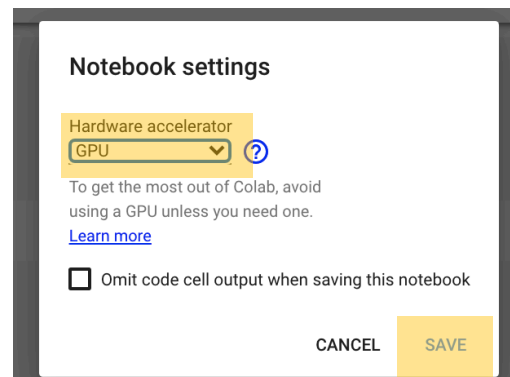 Notebook settings
Hardware accelerator
GPU
?
To get the most out of Colab, avoid
using a GPU unless you need one.
Learn more
Omit code cell output when saving this notebook
CANCEL SAVE